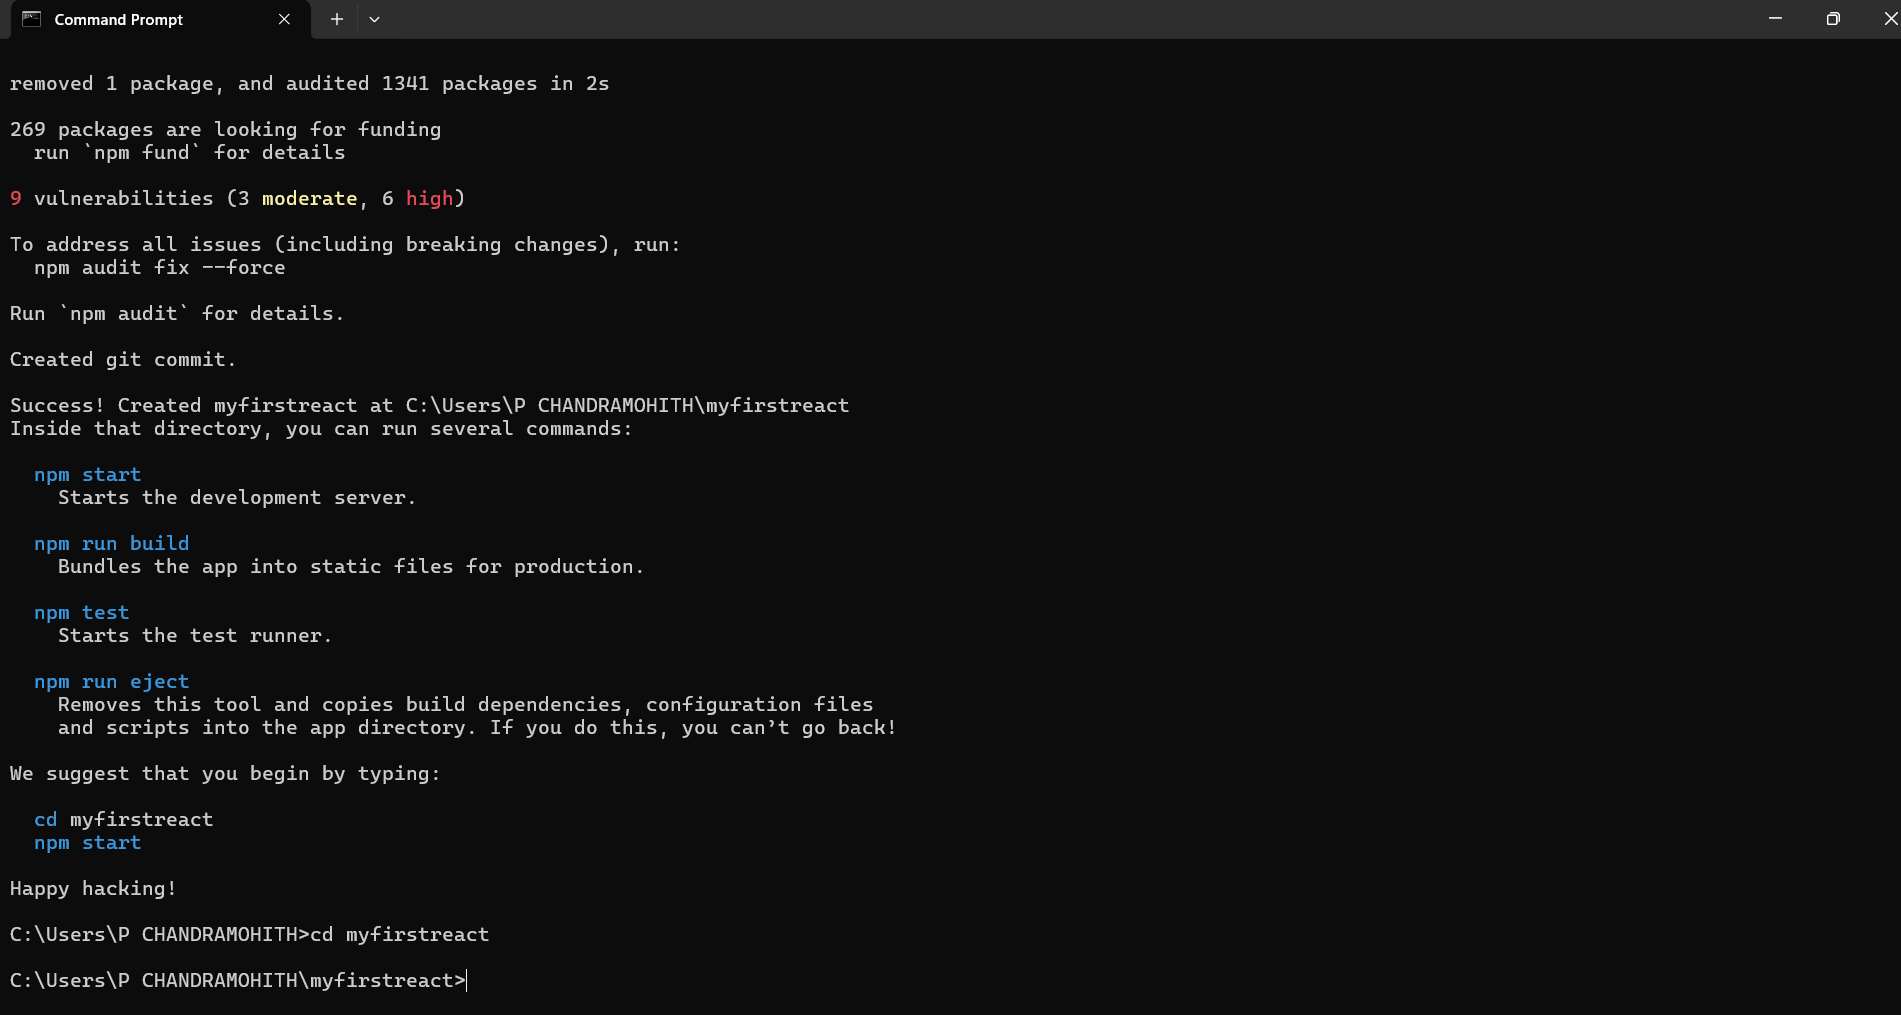 Command Prompt
removed 1 package, and audited 1341 packages in 2s
269 packages are looking for funding
  run `npm fund` for details
9 vulnerabilities (3 moderate, 6 high)
To address all issues (including breaking changes), run:
  npm audit fix --force
Run `npm audit` for details.
Created git commit.
Success! Created myfirstreact at C:\Users\P CHANDRAMOHITH\myfirstreact
Inside that directory, you can run several commands:
  npm start
    Starts the development server.
  npm run build
    Bundles the app into static files for production.
  npm test
    Starts the test runner.
  npm run eject
    Removes this tool and copies build dependencies, configuration files
    and scripts into the app directory. If you do this, you can’t go back!
We suggest that you begin by typing:
  cd myfirstreact
  npm start
Happy hacking!
C:\Users\P CHANDRAMOHITH>cd myfirstreact
C:\Users\P CHANDRAMOHITH\myfirstreact>